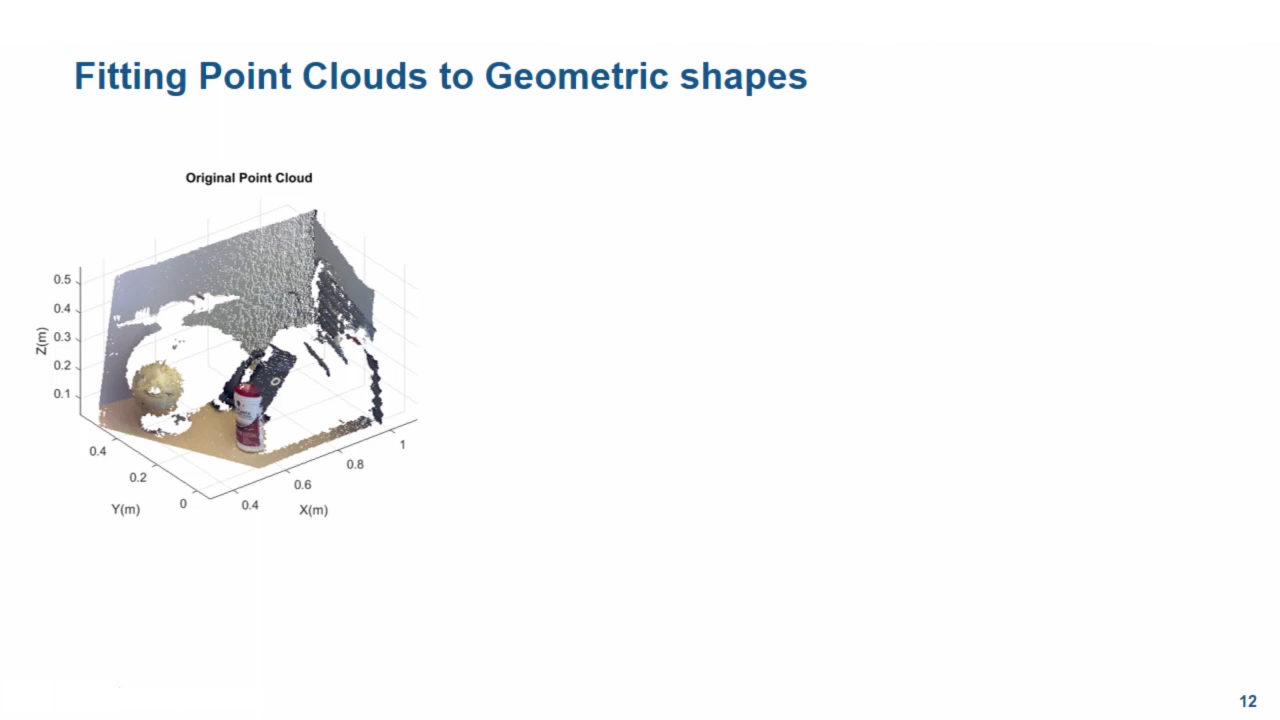 Fitting Point Clouds to Geometric shapes
Original Point Cloud
0.5
0.4
0.3
0.2
0.1
Z(m)
0.4
0.2
0
Y(m)
0.4
0.6
0.8
1
X(m)
12